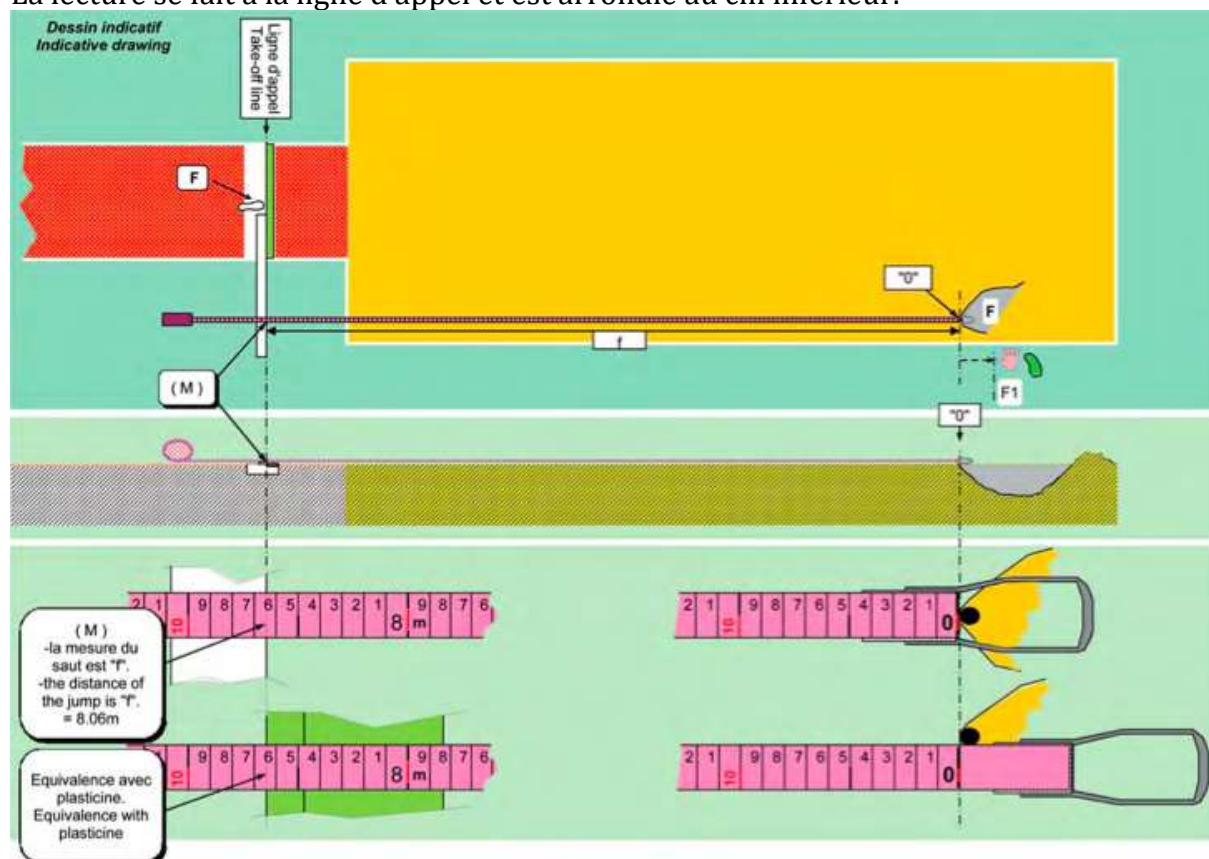 La lecture se fait à la ligne d'appel et est arrondie au cm inférieur.
Dessin indicatif
Indicative drawing
Ligne d'appel
Take-off line
F
"0"
F
f
(M)
F1
"0"
2 1 10 9 8 7 6 5 4 3 2 1 8 m 9 8 7 6
2 1 10 9 8 7 6 5 4 3 2 1 0
(M)
-la mesure du
saut est "f".
-the distance of
the jump is "f".
= 8.06m
1 10 9 8 7 6 5 4 3 2 1 8 m 9 8 7 6
2 1 10 9 8 7 6 5 4 3 2 1 0
Equivalence avec
plasticine.
Equivalence with
plasticine